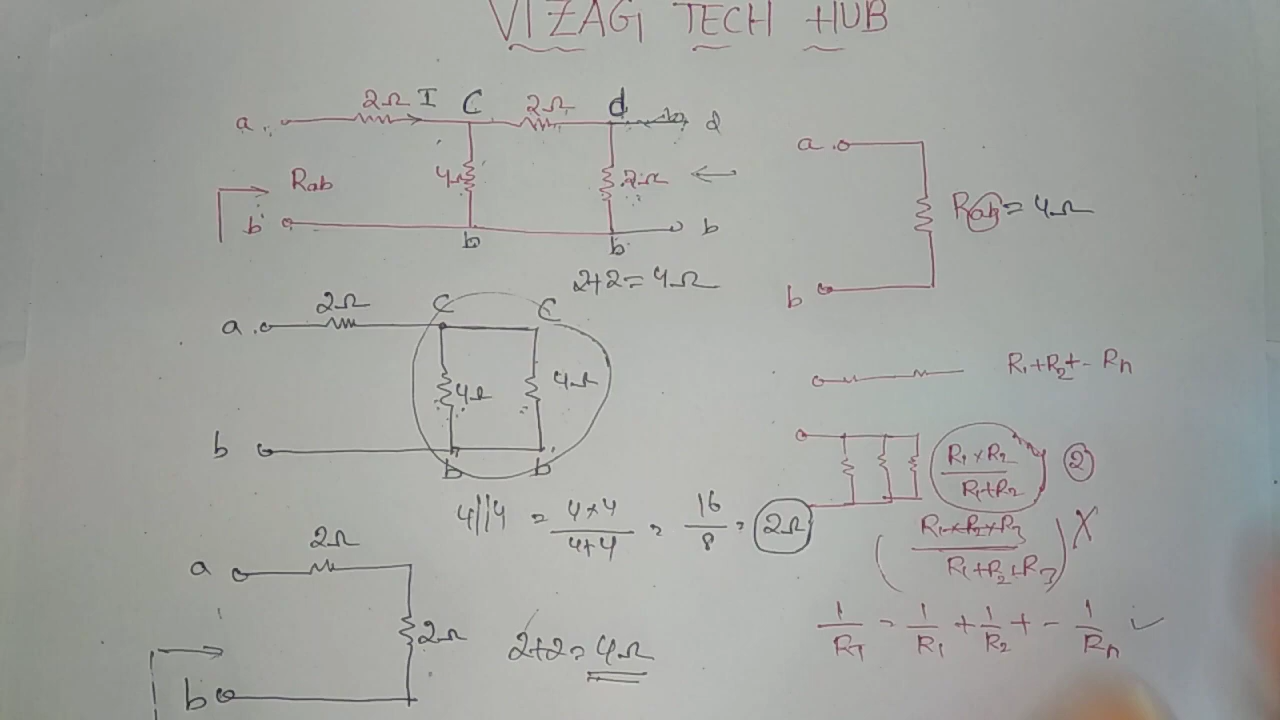 VIZAG TECH HUB
a 2Ω I C 2Ω d d
Rab 4Ω 2Ω
b b b b
2+2=4Ω
a Rab=4Ω
b
a 2Ω C C
4Ω 4Ω
b b b
4||4 = 4×4/4+4 = 16/8 = 2Ω
R1+R2+- Rn
R1×R2/R1+R2 2
(R1×R2×R3/R1+R2+R3) X
1/RT = 1/R1 + 1/R2 + - 1/Rn ✓
a 2Ω
2Ω 2+2=4Ω
b